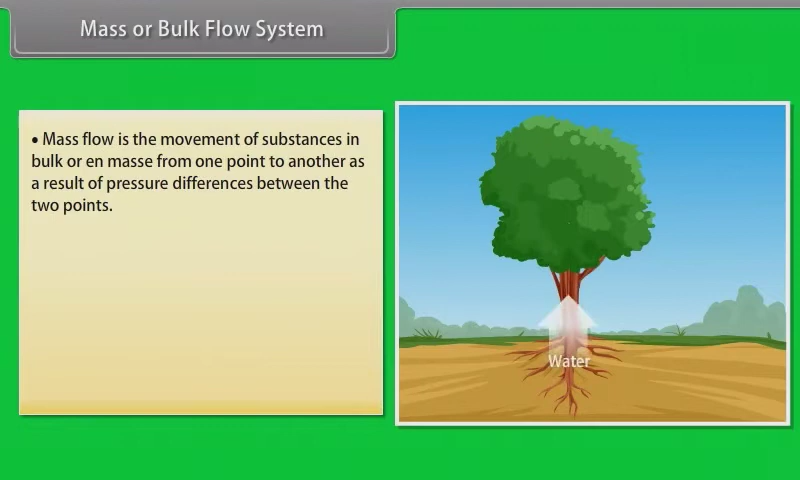 Mass or Bulk Flow System
• Mass flow is the movement of substances in
bulk or en masse from one point to another as
a result of pressure differences between the
two points.
Water